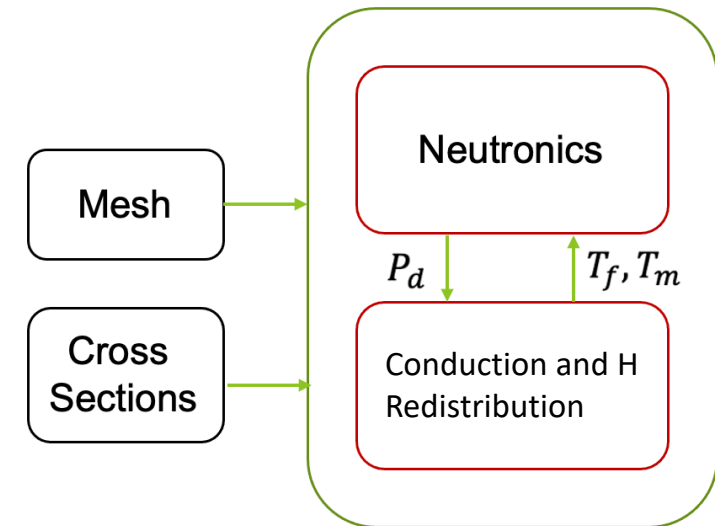 Neutronics
Mesh
P_d
T_f, T_m
Cross
Sections
Conduction and H
Redistribution